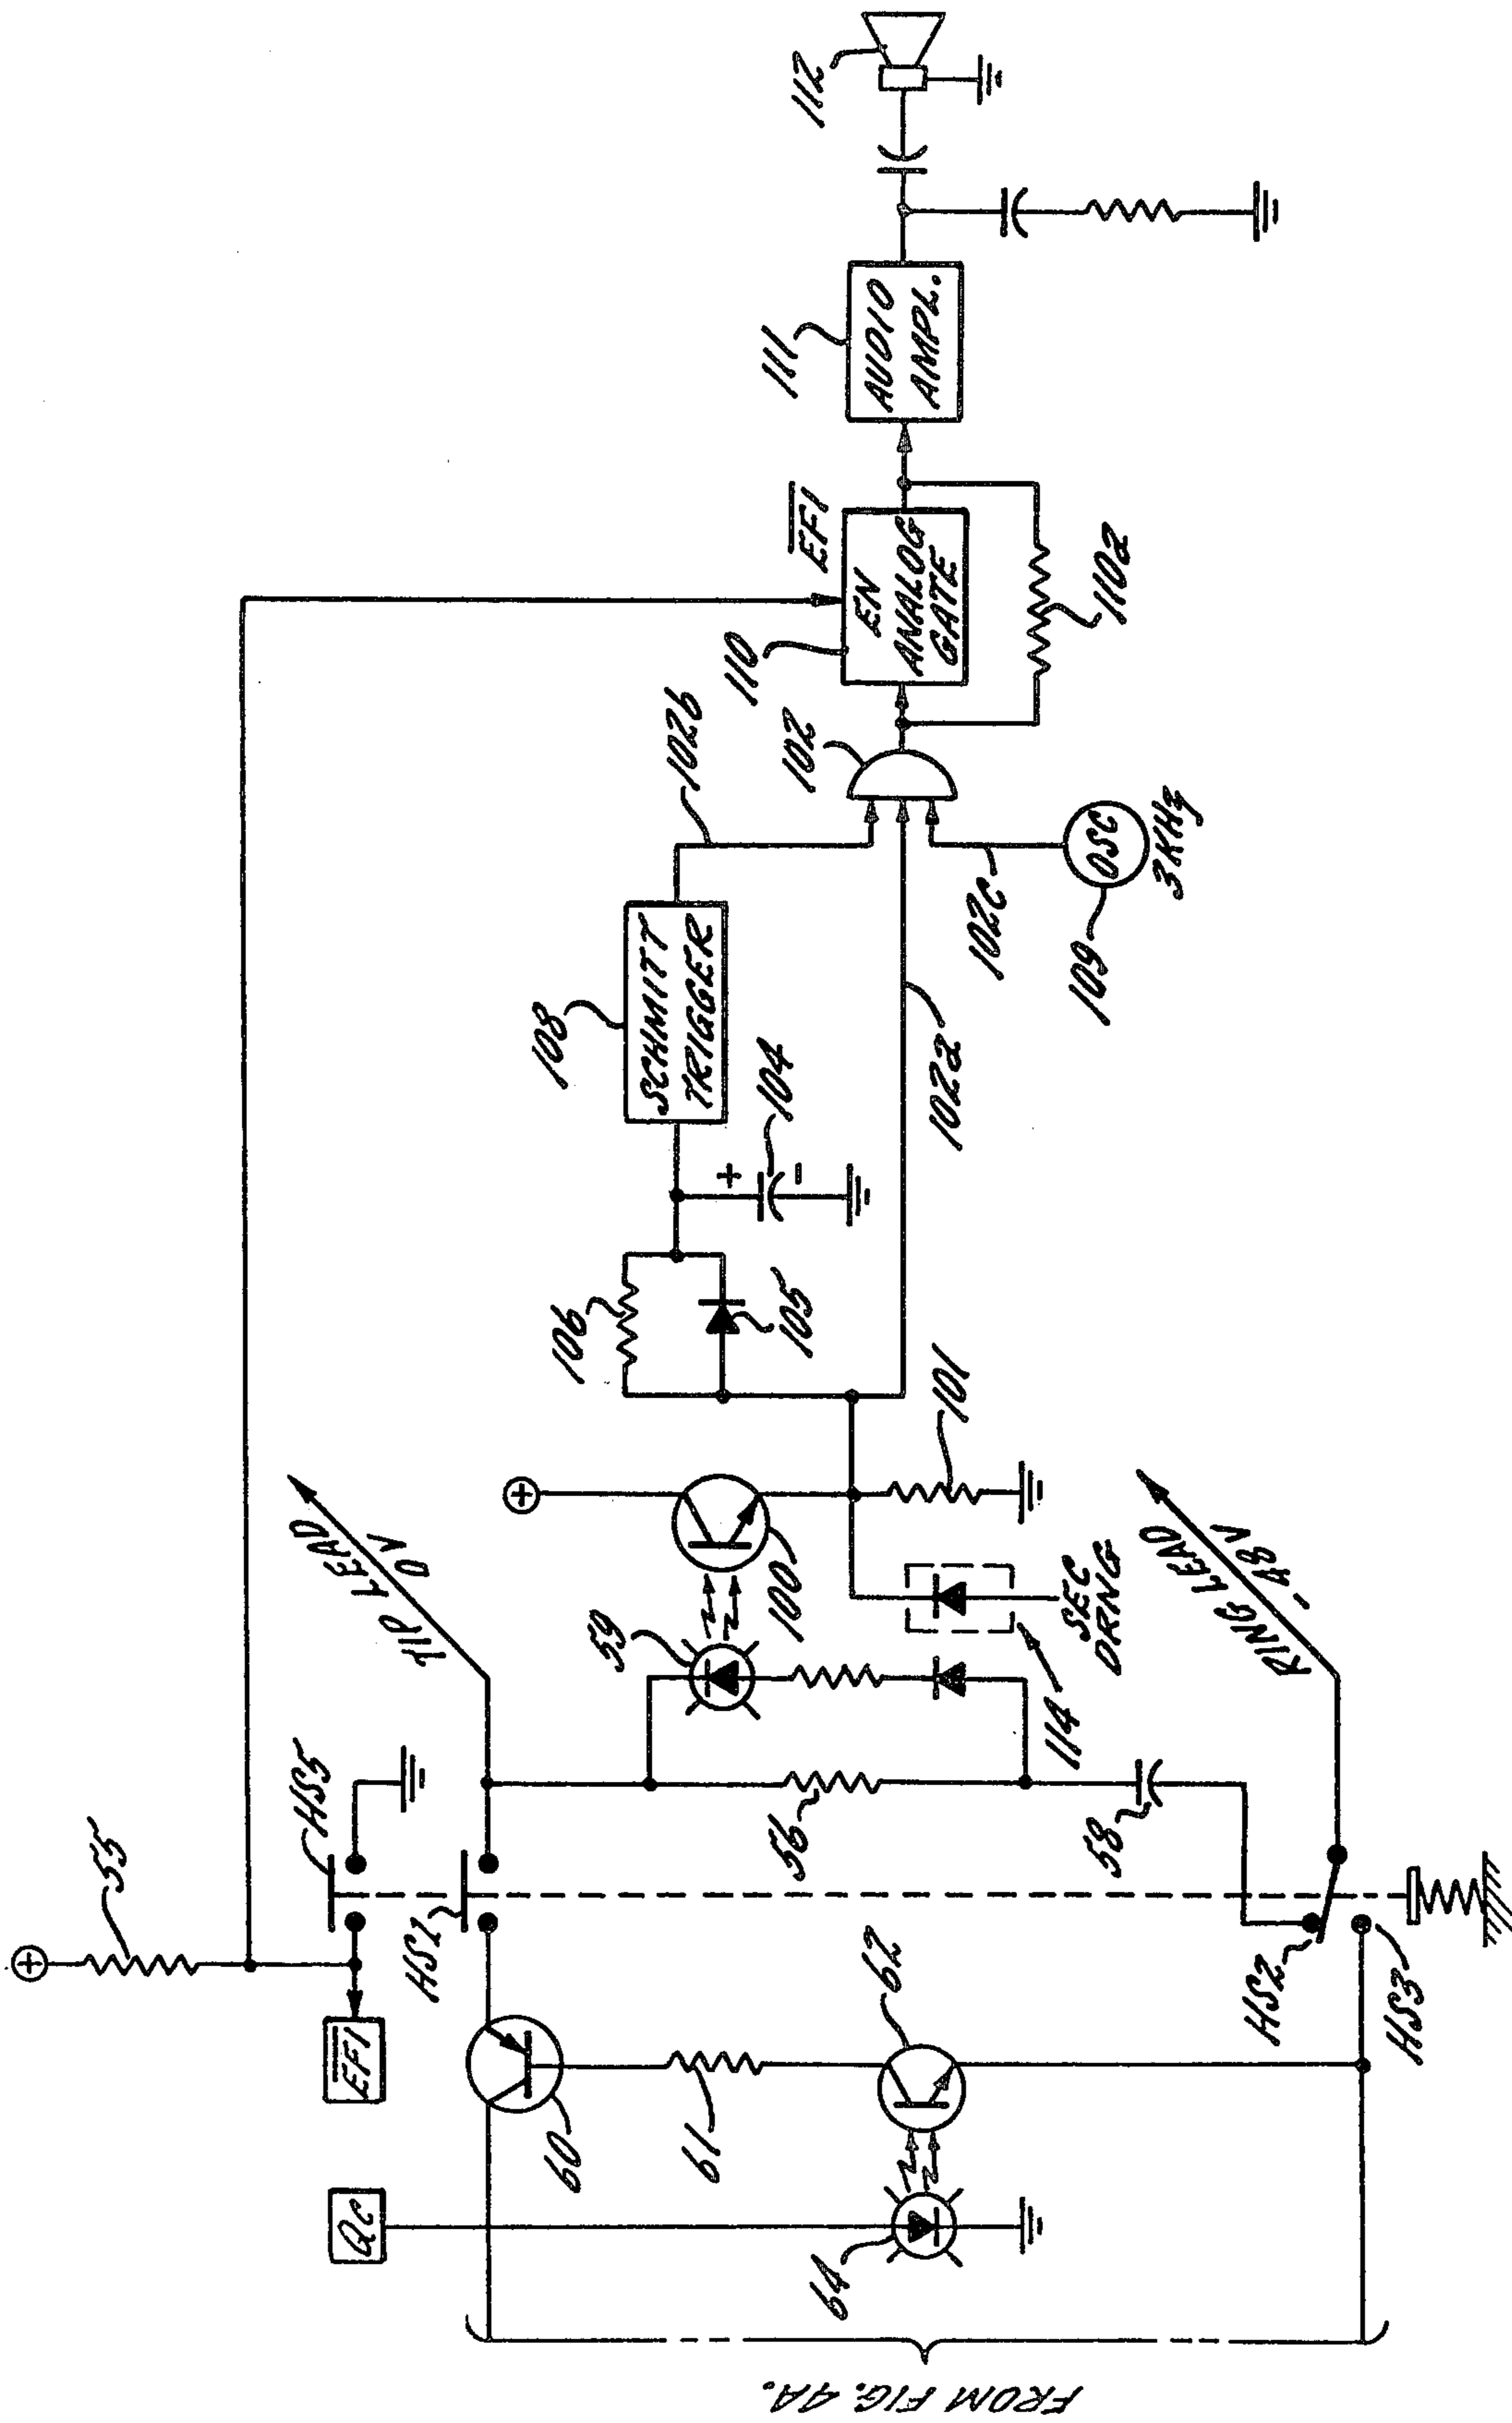 FROM FIG. 4A.
QC
EFI
55
HS5
HS1
TIP LEAD
0 V
60
61
62
64
56
58
59
100
101
114
SEC
DRNG
HS2
HS3
RING LEAD
-48V
106
105
104
108
SCHMITT
TRIGGER
102a
102b
102c
102
109
OSC
3KHz
110
EFI
EN
ANALOG
GATE
110a
111
AUDIO
AMPL.
112
+
-
+
+